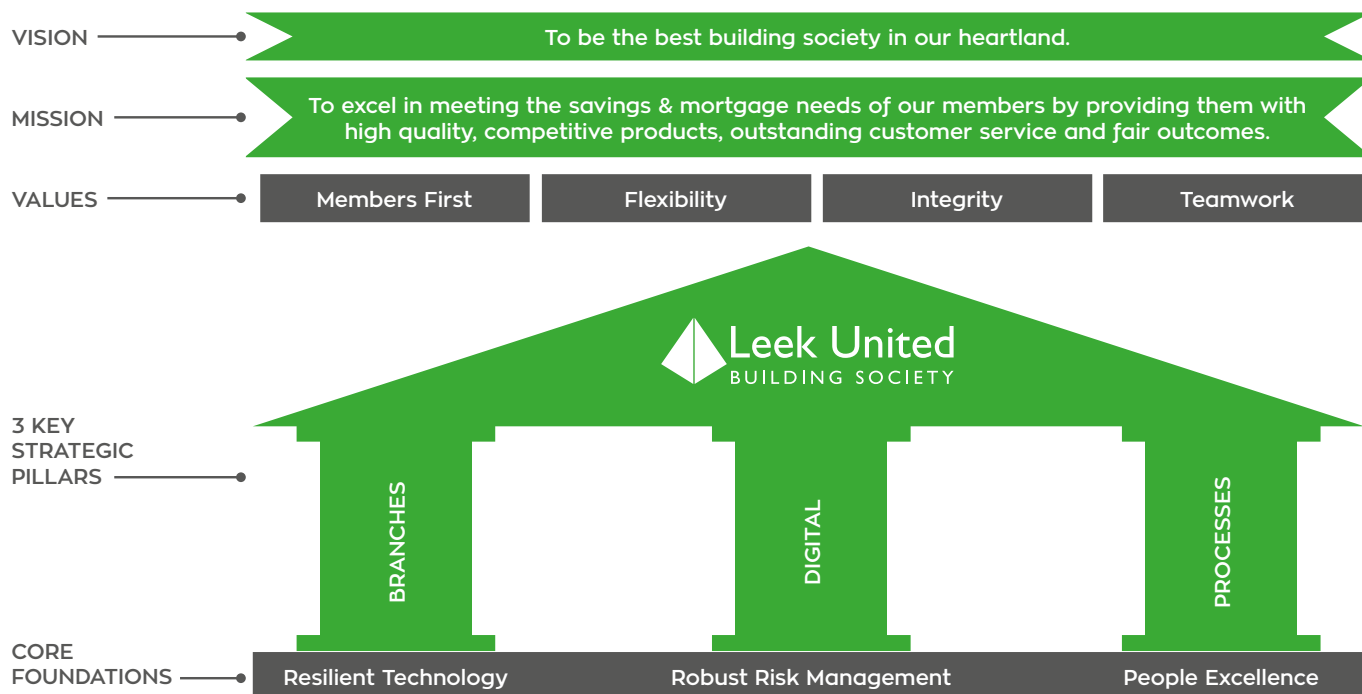 VISION
To be the best building society in our heartland.
MISSION
To excel in meeting the savings & mortgage needs of our members by providing them with
high quality, competitive products, outstanding customer service and fair outcomes.
VALUES
Members First
Flexibility
Integrity
Teamwork
Leek United
BUILDING SOCIETY
3 KEY
STRATEGIC
PILLARS
BRANCHES
DIGITAL
PROCESSES
CORE
FOUNDATIONS
Resilient Technology
Robust Risk Management
People Excellence